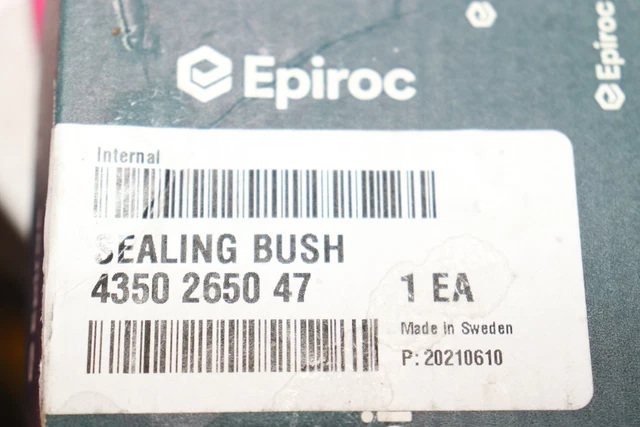 Epiroc
Epiroc
Internal
SEALING BUSH
4350 2650 47
1 EA
Made in Sweden
P: 20210610